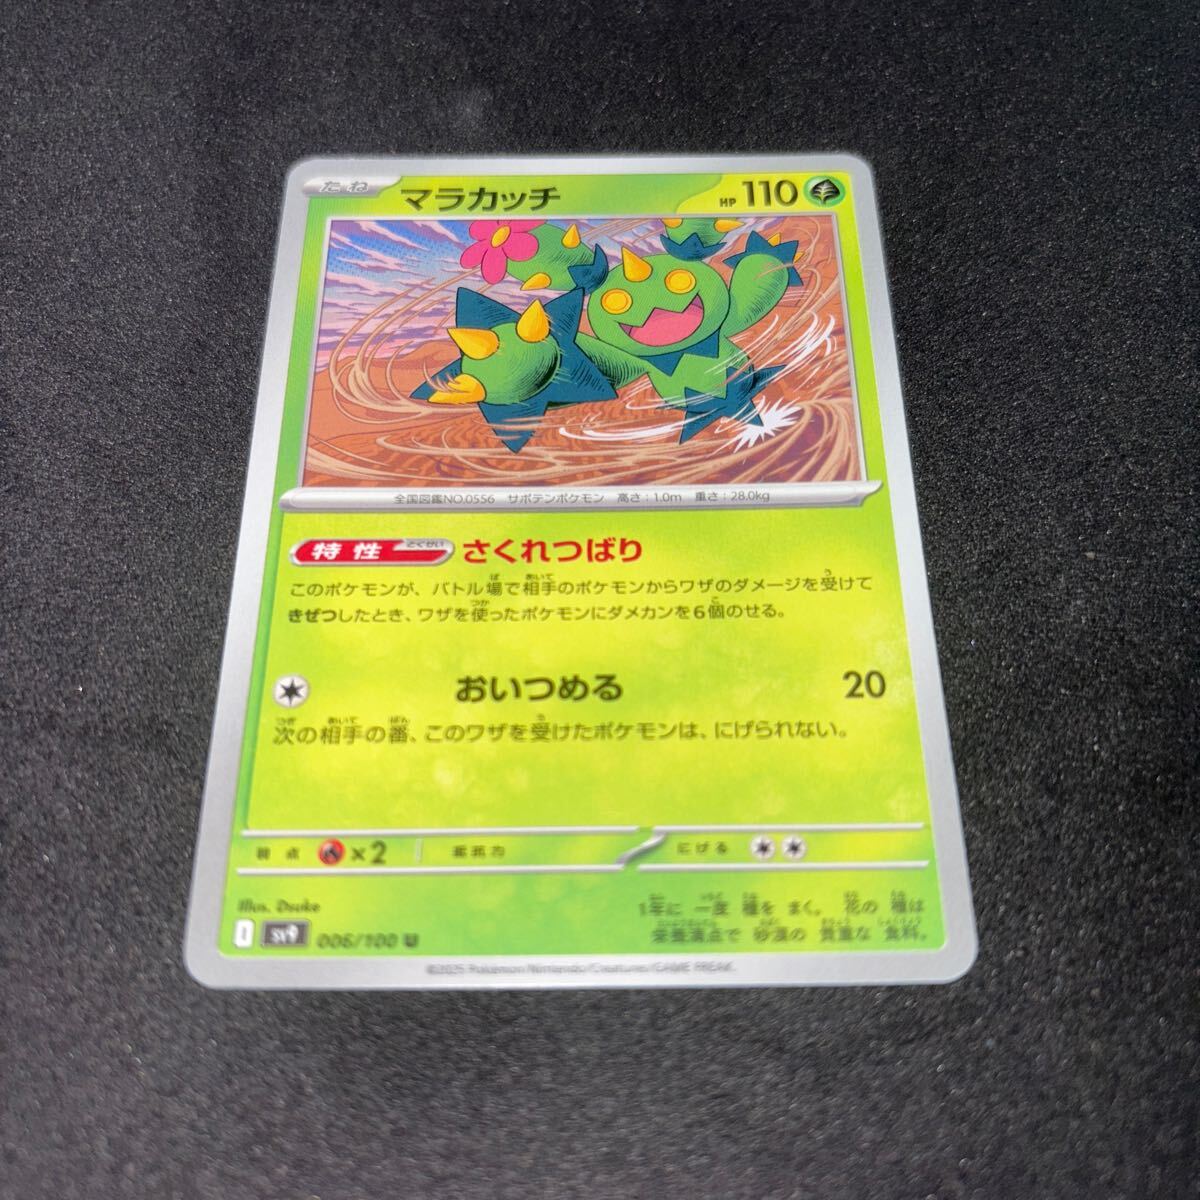 たね マラカッチ HP 110
全国図鑑NO.0556 サボテンポケモン 高さ:1.0m 重さ:28.0kg
特性 とくせい さくれつばり
このポケモンが、バトル場で相手のポケモンからワザのダメージを受けて
きぜつしたとき、ワザを使ったポケモンにダメカンを6個のせる。
おいつめる 20
次の相手の番、このワザを受けたポケモンは、にげられない。
弱点 ×2 抵抗力 にげる
Illus. Dsuke
1年に一度種をまく。花の種は
栄養満点で砂漠の貴重な食料。
I sv9 006/100 U
©2025 Pokémon/Nintendo/Creatures/GAME FREAK.